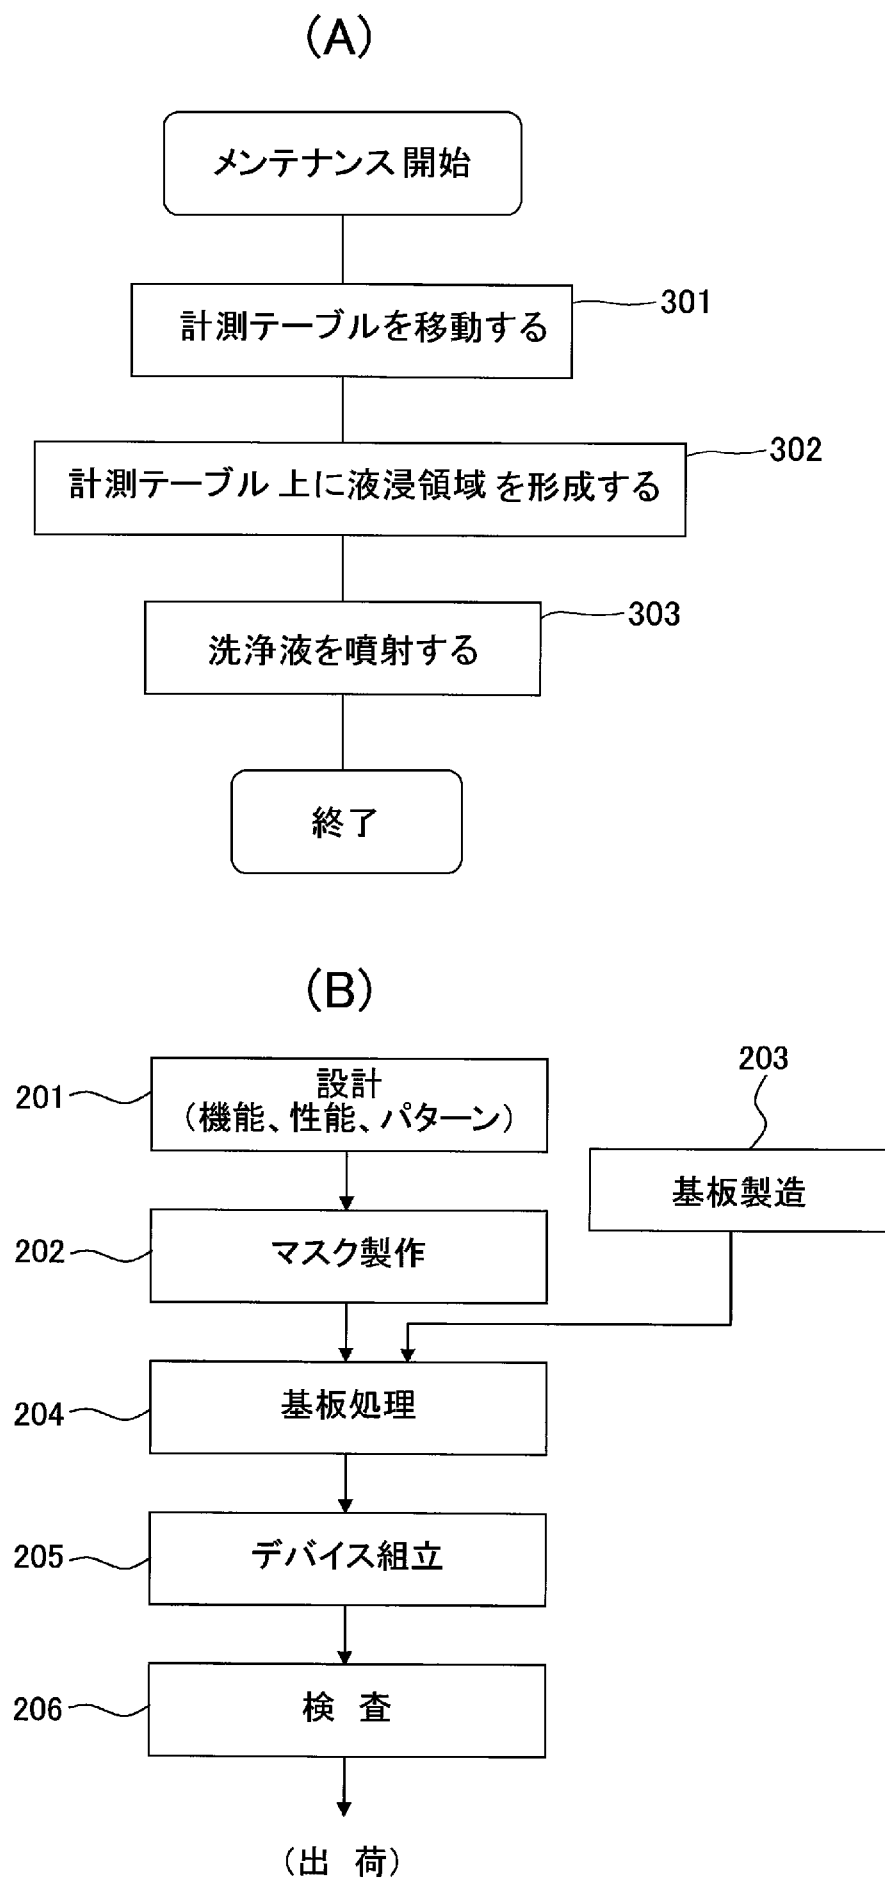 (A)
メンテナンス開始
計測テーブルを移動する
301
計測テーブル上に液浸領域を形成する
302
洗浄液を噴射する
303
終了
(B)
201
設計
(機能、性能、パターン)
203
基板製造
202
マスク製作
204
基板処理
205
デバイス組立
206
検 査
(出 荷)